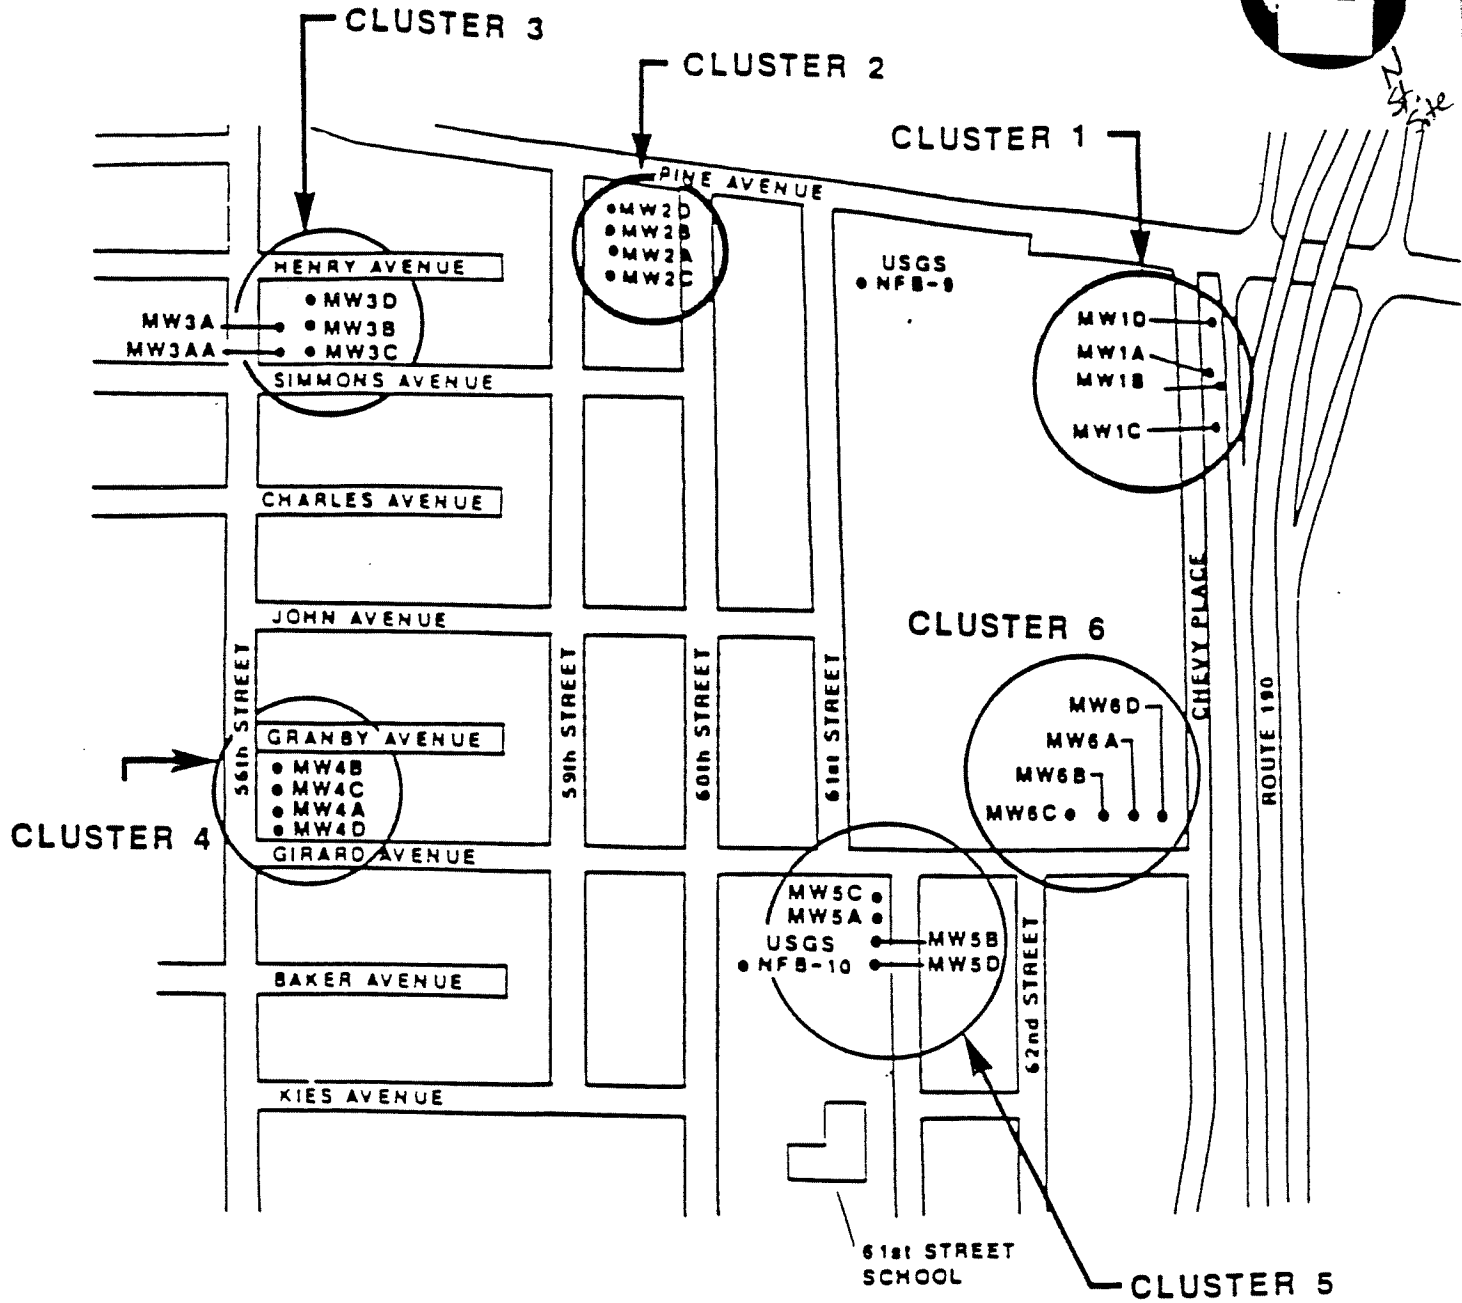 CLUSTER 3
CLUSTER 2
CLUSTER 1
Site
PINE AVENUE
MW2D
MW2B
MW2A
MW2C
HENRY AVENUE
MW3D
MW3A
MW3B
MW3AA
MW3C
SIMMONS AVENUE
USGS
NFB-9
MW1D
MW1A
MW1B
MW1C
CHARLES AVENUE
JOHN AVENUE
CLUSTER 6
56th STREET
59th STREET
60th STREET
61st STREET
CHEVY PLACE
ROUTE 190
GRANBY AVENUE
MW4B
MW4C
MW4A
MW4D
CLUSTER 4
GIRARD AVENUE
MW6D
MW6A
MW6B
MW6C
MW5C
MW5A
USGS
NFB-10
MW5B
MW5D
62nd STREET
BAKER AVENUE
KIES AVENUE
61st STREET
SCHOOL
CLUSTER 5